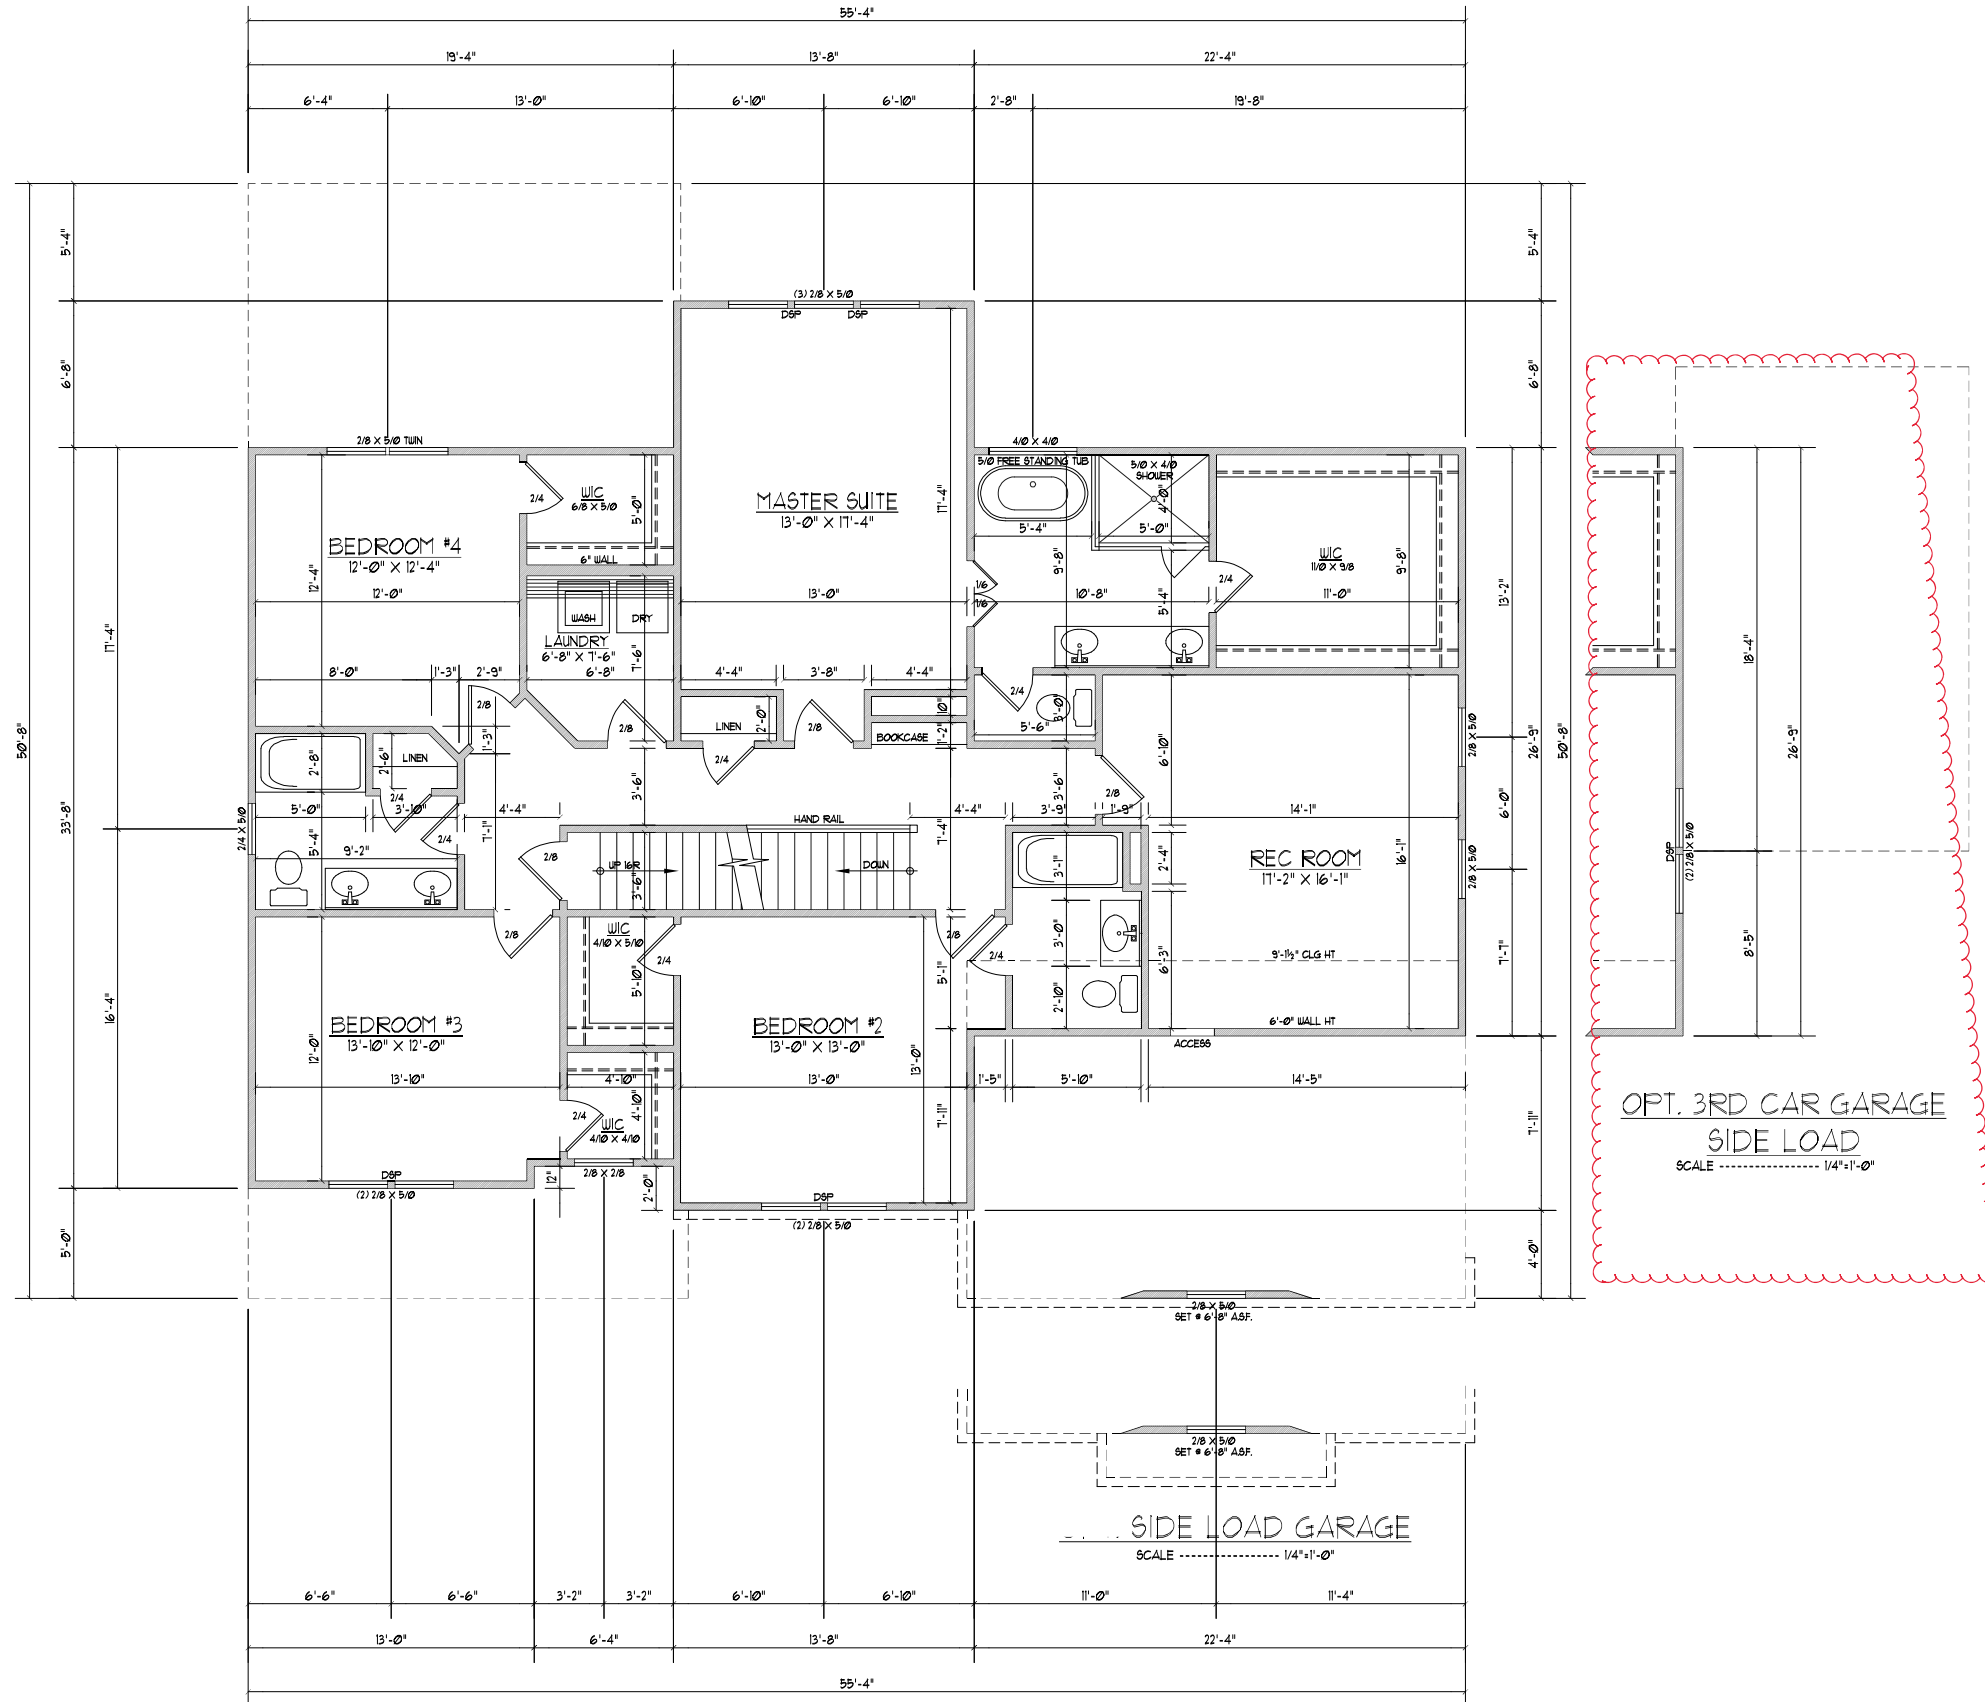 55'-4"
19'-4" 13'-8" 22'-4"
6'-4" 13'-0" 6'-10" 6'-10" 2'-8" 19'-8"
5'-4" 5'-4"
6'-8" 6'-8"
(3) 2/8 X 5/0
DSP DSP
2/8 X 5/0 TWIN
4/0 X 4/0
5/0 FREE STANDING TUB
5/0 X 4/0
SHOWER
4'-0"
5'-4" 5'-0"
WIC
6/8 X 5/0
5'-0"
6" WALL
MASTER SUITE
13'-0" X 17'-4"
17'-4"
BEDROOM #4
12'-0" X 12'-4"
12'-4"
12'-0"
13'-0"
9'-8"
1/6
1/6
10'-8"
5'-4"
2/4
2/4
WIC
11/0 X 9/8
9'-8"
11'-0"
13'-2"
WASH DRY
LAUNDRY
6'-8" X 7'-6"
7'-6"
17'-4"
8'-0" 1'-3" 2'-9" 6'-8" 4'-4" 3'-8" 4'-4"
2/8
2/8
LINEN
2'-0"
2/8
10"
BOOKCASE
1'-2"
2/4
2/4
5'-6"
3'-0"
1'-3"
2'-8"
2'-6"
LINEN
2/4
5'-0" 3'-10" 4'-4"
2/4
7'-1"
5'-4"
9'-2"
2/4 X 5/0
3'-6"
HAND RAIL
4'-4"
7'-4"
3'-6"
3'-9" 1'-9"
2/8
6'-10"
14'-1"
2/8 X 5/0
6'-0"
26'-9"
50'-8"
50'-8"
33'-8"
2/8
UP 16R
3'-6"
DOWN
3'-1"
2'-4"
REC ROOM
17'-2" X 16'-1"
16'-1"
2/8 X 5/0
7'-7"
2/8
WIC
4/10 X 5/10
5'-10"
2/4
2/8
2/4
5'-1"
3'-0"
2'-10"
6'-3"
9'-1½" CLG HT
6'-0" WALL HT
ACCESS
16'-4"
BEDROOM #3
13'-10" X 12'-0"
12'-0"
13'-10"
4'-10"
4'-10"
2/4
WIC
4/10 X 4/10
BEDROOM #2
13'-0" X 13'-0"
13'-0"
13'-0"
1'-5" 5'-10" 14'-5"
7'-11"
7'-11"
DSP
(2) 2/8 X 5/0
12"
2/8 X 2/8
2'-0"
DSP
(2) 2/8 X 5/0
5'-0"
4'-0"
18'-4"
26'-9"
DSP
(2) 2/8 X 5/0
8'-5"
OPT. 3RD CAR GARAGE
SIDE LOAD
SCALE ------------------- 1/4"=1'-0"
2/8 X 5/0
SET @ 6'-8" A.S.F.
2/8 X 5/0
SET @ 6'-8" A.S.F.
SIDE LOAD GARAGE
SCALE ------------------- 1/4"=1'-0"
6'-6" 6'-6" 3'-2" 3'-2" 6'-10" 6'-10" 11'-0" 11'-4"
13'-0" 6'-4" 13'-8" 22'-4"
55'-4"